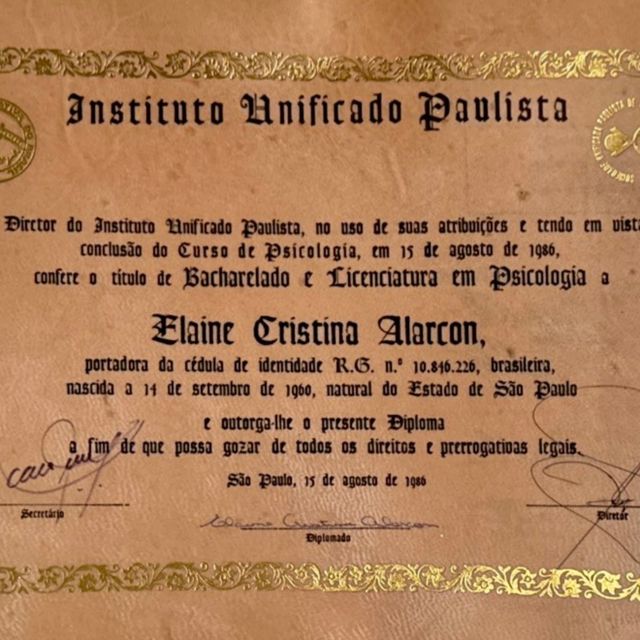 Instituto Unificado Paulista
Diretor do Instituto Unificado Paulista, no uso de suas atribuições e tendo em vista
conclusão do Curso de Psicologia, em 15 de agosto de 1986,
confere o título de Bacharelado e Licenciatura em Psicologia a
Elaine Cristina Alarcon,
portadora da cédula de identidade R.G. n.º 10.846.226, brasileira,
nascida a 14 de setembro de 1960, natural do Estado de São Paulo
e outorga-lhe o presente Diploma
a fim de que possa gozar de todos os direitos e prerrogativas legais.
São Paulo, 15 de agosto de 1986
Secretário
Elaine Cristina Alarcon
Diplomado
Diretor